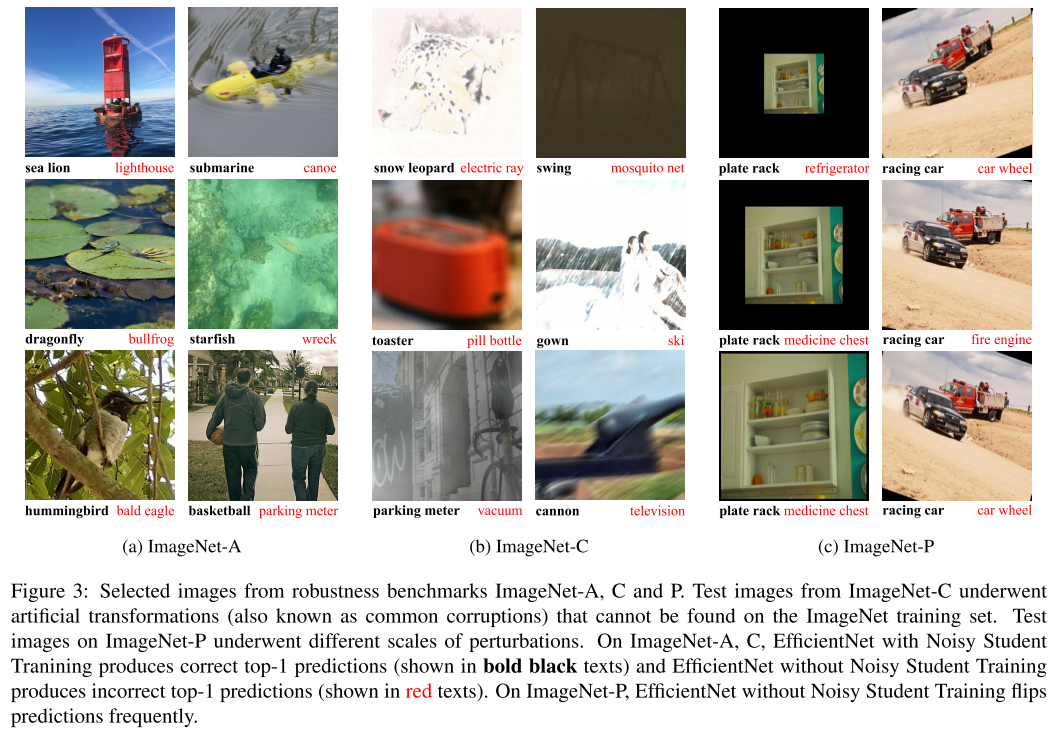 sea lion lighthouse submarine canoe snow leopard electric ray swing mosquito net plate rack refrigerator racing car car wheel
dragonfly bullfrog starfish wreck toaster pill bottle gown ski plate rack medicine chest racing car fire engine
hummingbird bald eagle basketball parking meter parking meter vacuum cannon television plate rack medicine chest racing car car wheel
(a) ImageNet-A (b) ImageNet-C (c) ImageNet-P
Figure 3: Selected images from robustness benchmarks ImageNet-A, C and P. Test images from ImageNet-C underwent
artificial transformations (also known as common corruptions) that cannot be found on the ImageNet training set. Test
images on ImageNet-P underwent different scales of perturbations. On ImageNet-A, C, EfficientNet with Noisy Student
Tranining produces correct top-1 predictions (shown in bold black texts) and EfficientNet without Noisy Student Training
produces incorrect top-1 predictions (shown in red texts). On ImageNet-P, EfficientNet without Noisy Student Training flips
predictions frequently.